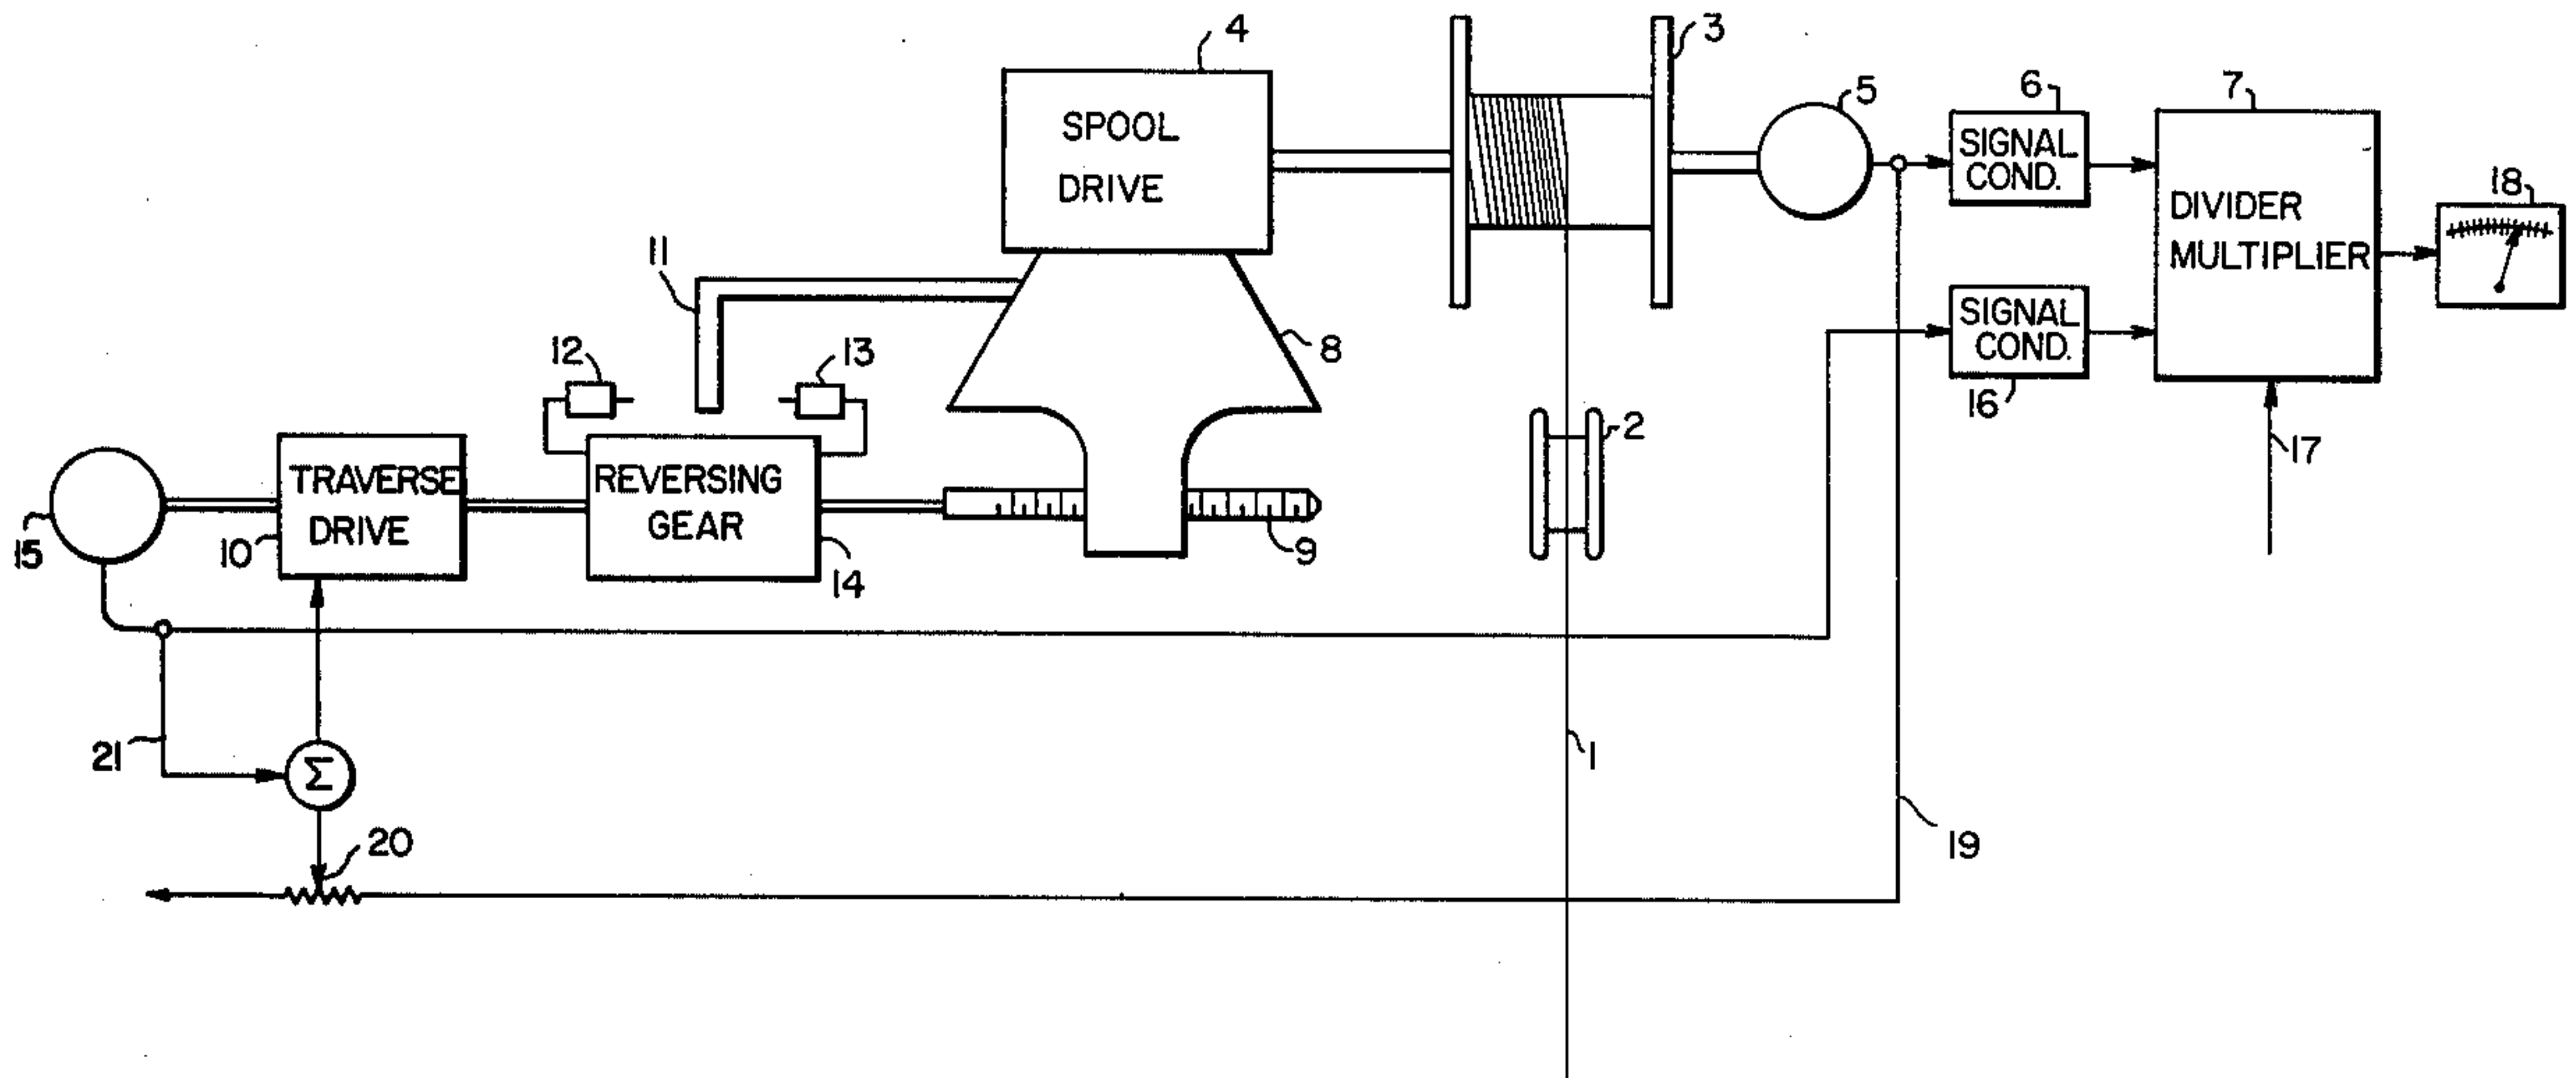 4
3
SPOOL
DRIVE
5
6
SIGNAL
COND.
7
DIVIDER
MULTIPLIER
18
11
12
13
8
SIGNAL
COND.
16
17
2
15
TRAVERSE
DRIVE
10
REVERSING
GEAR
14
9
21
Σ
1
20
19